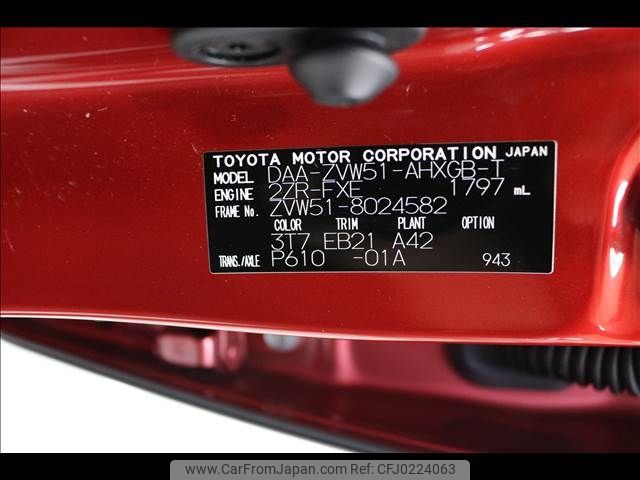 TOYOTA MOTOR CORPORATION JAPAN
MODEL DAA-ZVW51-AHXGB-T
ENGINE 2ZR-FXE 1797 mL
FRAME No. ZVW51-8024582
COLOR TRIM PLANT OPTION
3T7 EB21 A42
TRANS./AXLE P610 -01A 943
www.CarFromJapan.com - CFJ0224063